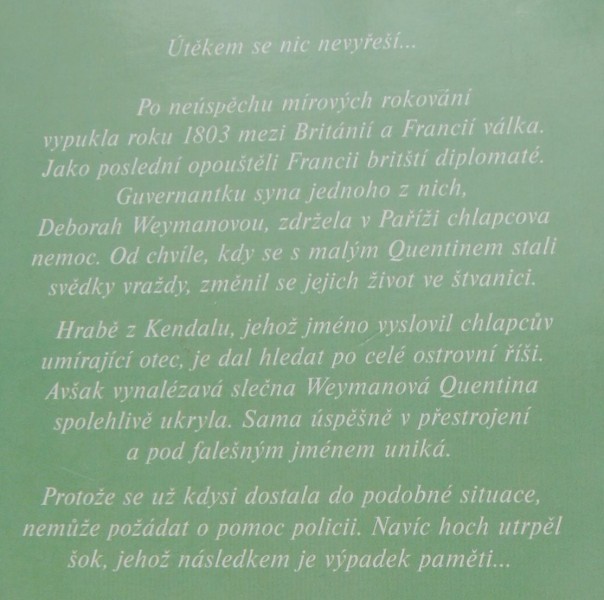 Útěkem se nic nevyřeší...
Po neúspěchu mírových rokování
vypukla roku 1803 mezi Británií a Francií válka.
Jako poslední opouštěli Francii britští diplomaté.
Guvernantku syna jednoho z nich,
Deborah Weymanovou, zdržela v Paříži chlapcova
nemoc. Od chvíle, kdy se s malým Quentinem stali
svědky vraždy, změnil se jejich život ve štvanici.
Hrabě z Kendalu, jehož jméno vyslovil chlapcův
umírající otec, je dal hledat po celé ostrovní říši.
Avšak vynalézavá slečna Weymanová Quentina
spolehlivě ukryla. Sama úspěšně v přestrojení
a pod falešným jménem uniká.
Protože se už kdysi dostala do podobné situace,
nemůže požádat o pomoc policii. Navíc hoch utrpěl
šok, jehož následkem je výpadek paměti...